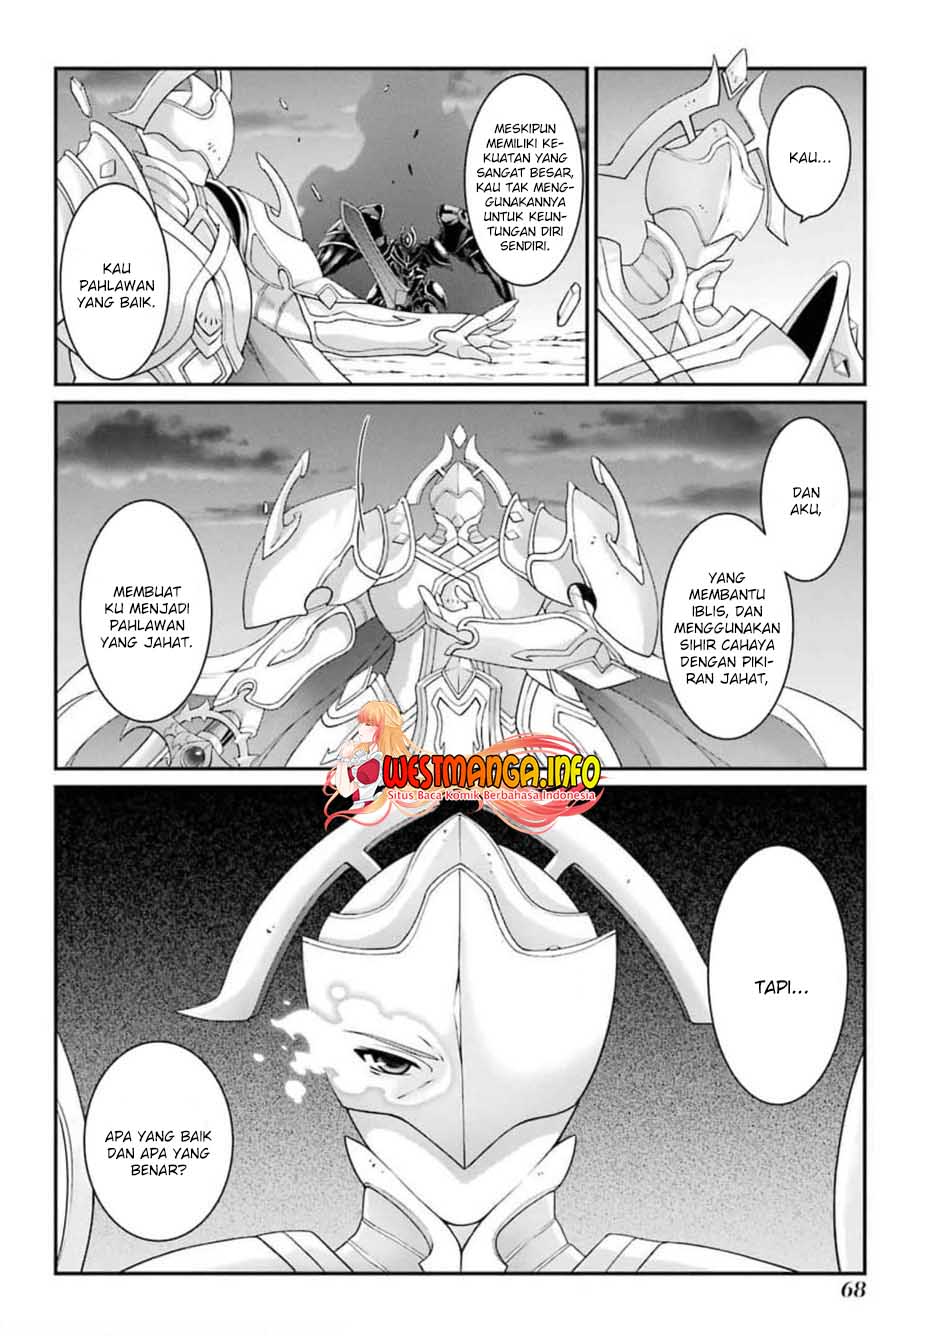 KAU...
MESKIPUN
MEMILIKI KE-
KUATAN YANG
SANGAT BESAR,
KAU TAK MENG-
GUNAKANNYA
UNTUK KEUN-
TUNGAN DIRI
SENDIRI.
KAU
PAHLAWAN
YANG BAIK.
DAN
AKU,
YANG
MEMBANTU
IBLIS, DAN
MENGGUNAKAN
SIHIR CAHAYA
DENGAN PIKI-
RAN JAHAT,
MEMBUAT
KU MENJADI
PAHLAWAN
YANG JAHAT.
WESTMANGA.INFO
Situs Baca Komik Berbahasa Indonesia
TAPI...
APA YANG BAIK
DAN APA YANG
BENAR?
68